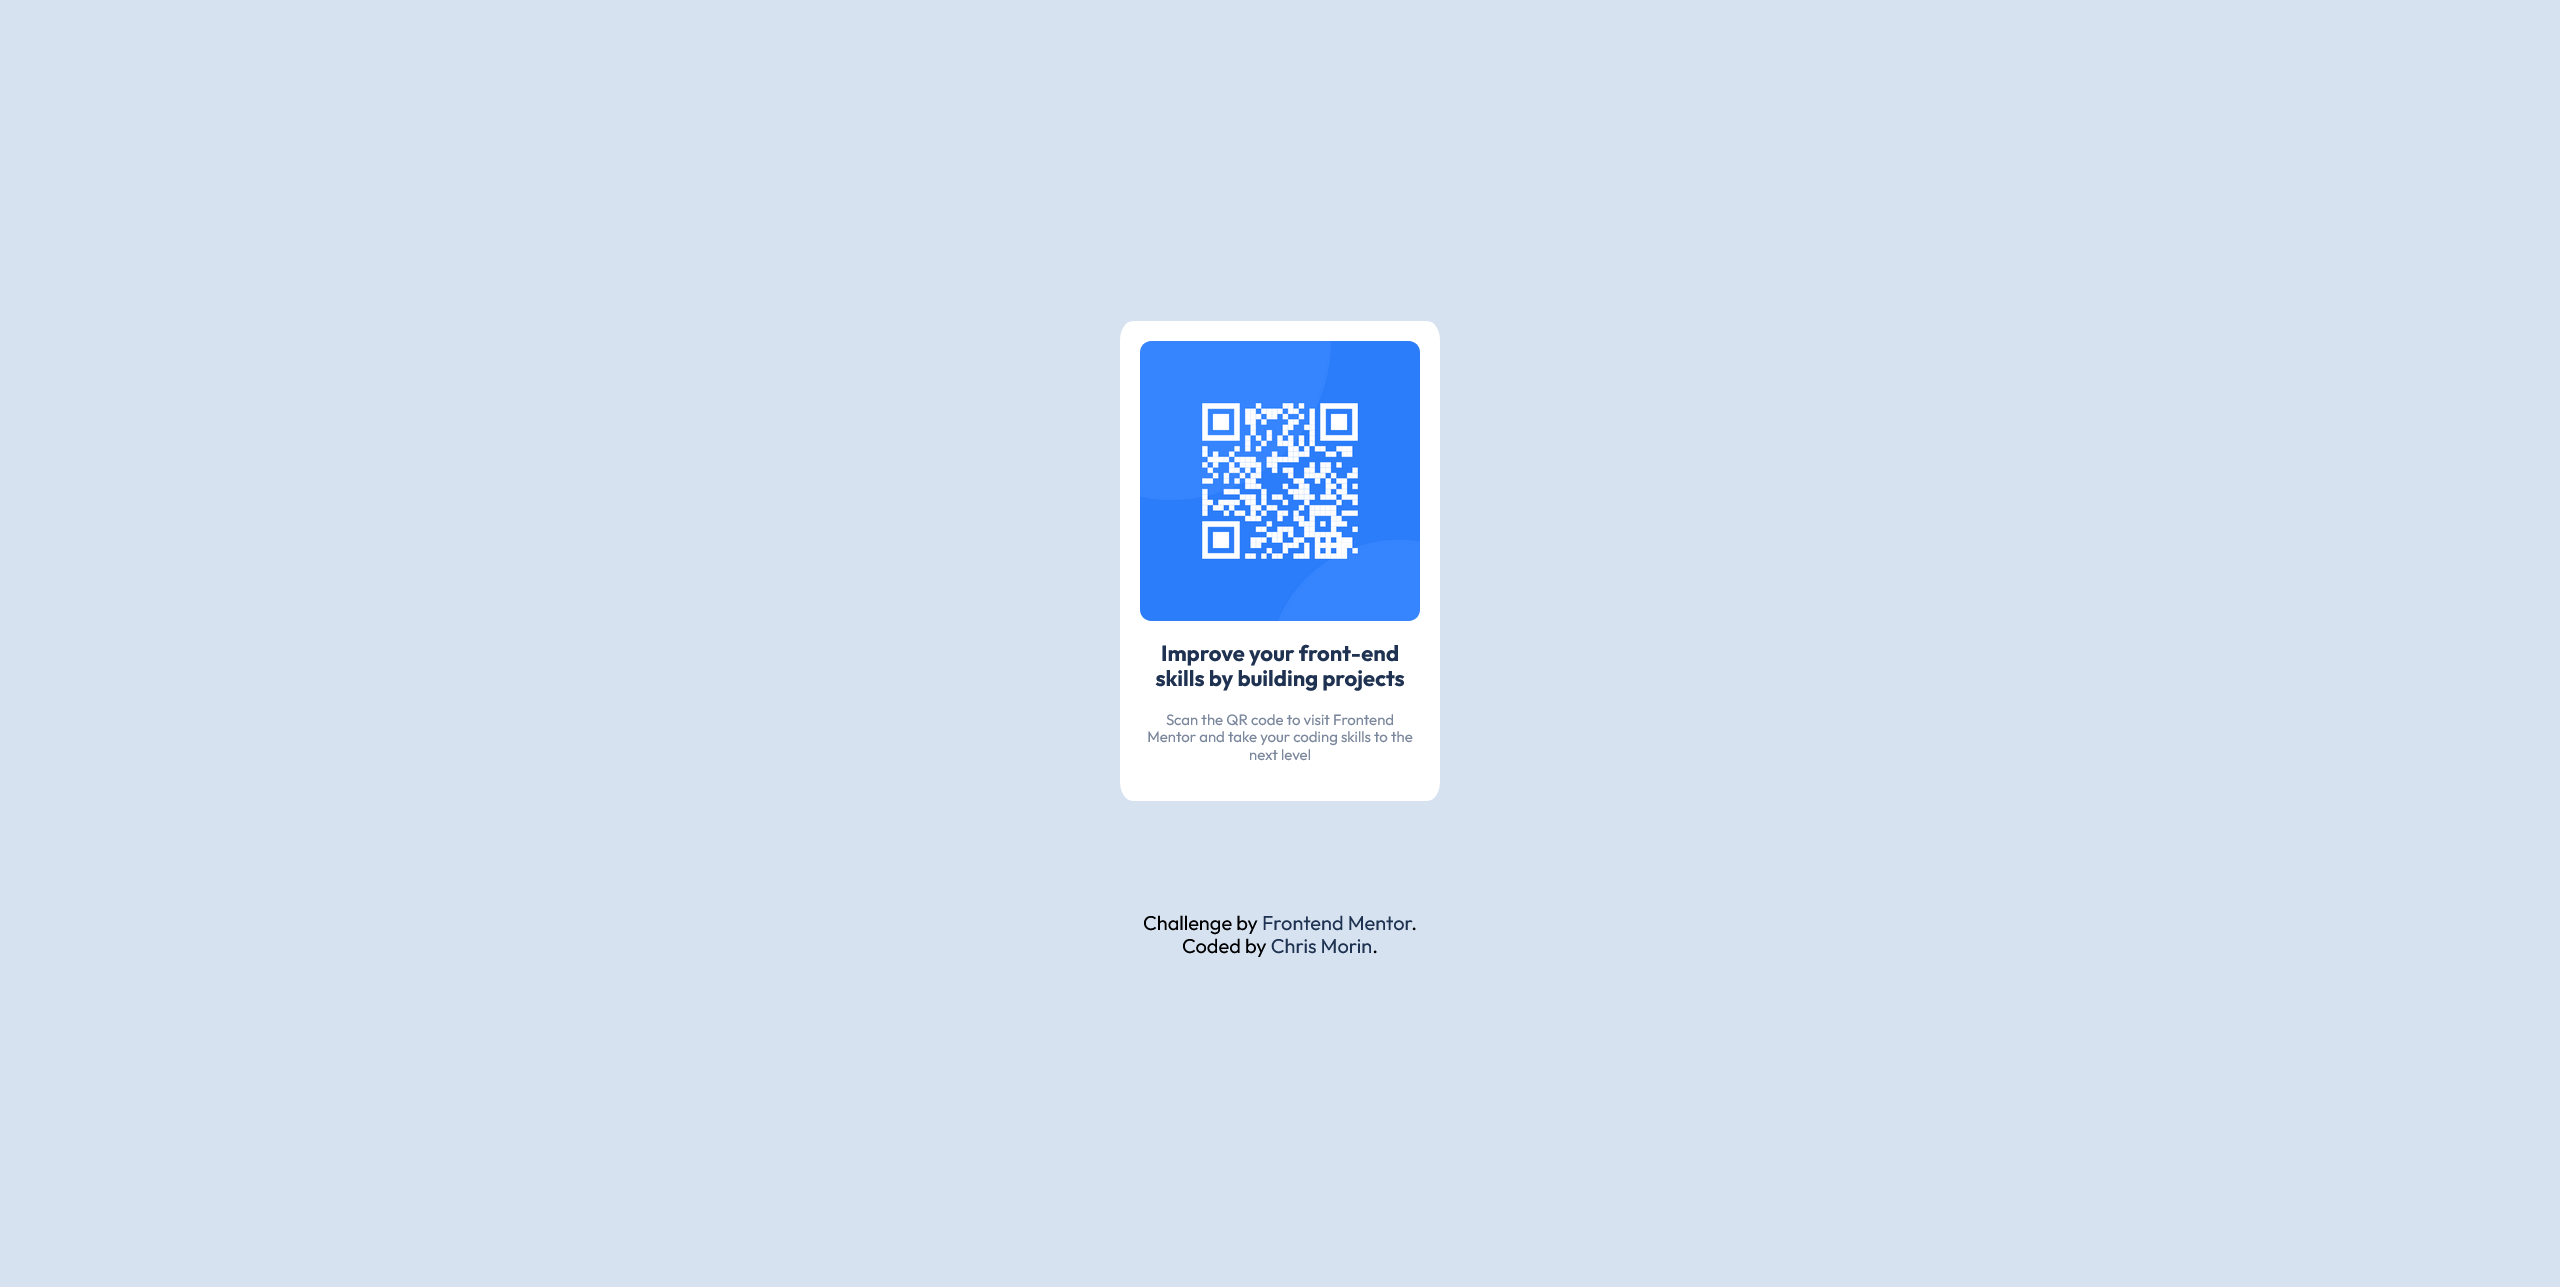 Improve your front-end
skills by building projects
Scan the QR code to visit Frontend
Mentor and take your coding skills to the
next level
Challenge by Frontend Mentor.
Coded by Chris Morin.